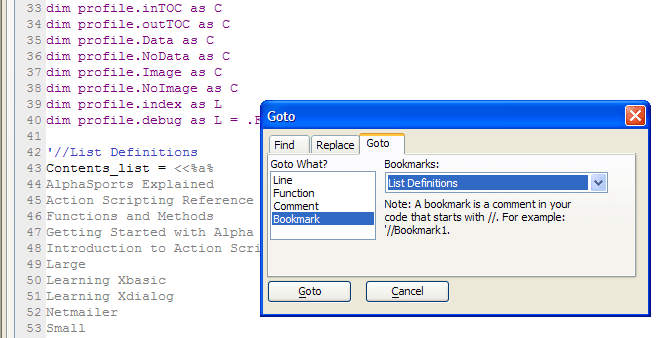 33 dim profile.inTOC as C
34 dim profile.outTOC as C
35 dim profile.Data as C
36 dim profile.NoData as C
37 dim profile.Image as C
38 dim profile.NoImage as C
39 dim profile.index as L
40 dim profile.debug as L = .F
41
42 '//List Definitions
43 Contents_list = <<%a%
44 AlphaSports Explained
45 Action Scripting Reference
46 Functions and Methods
47 Getting Started with Alpha
48 Introduction to Action Scri
49 Large
50 Learning Xbasic
51 Learning Xdialog
52 Netmailer
53 Small
Goto
Find Replace Goto
Goto What?
Line
Function
Comment
Bookmark
Bookmarks:
List Definitions
Note: A bookmark is a comment in your
code that starts with //. For example:
'//Bookmark1.
Goto Cancel